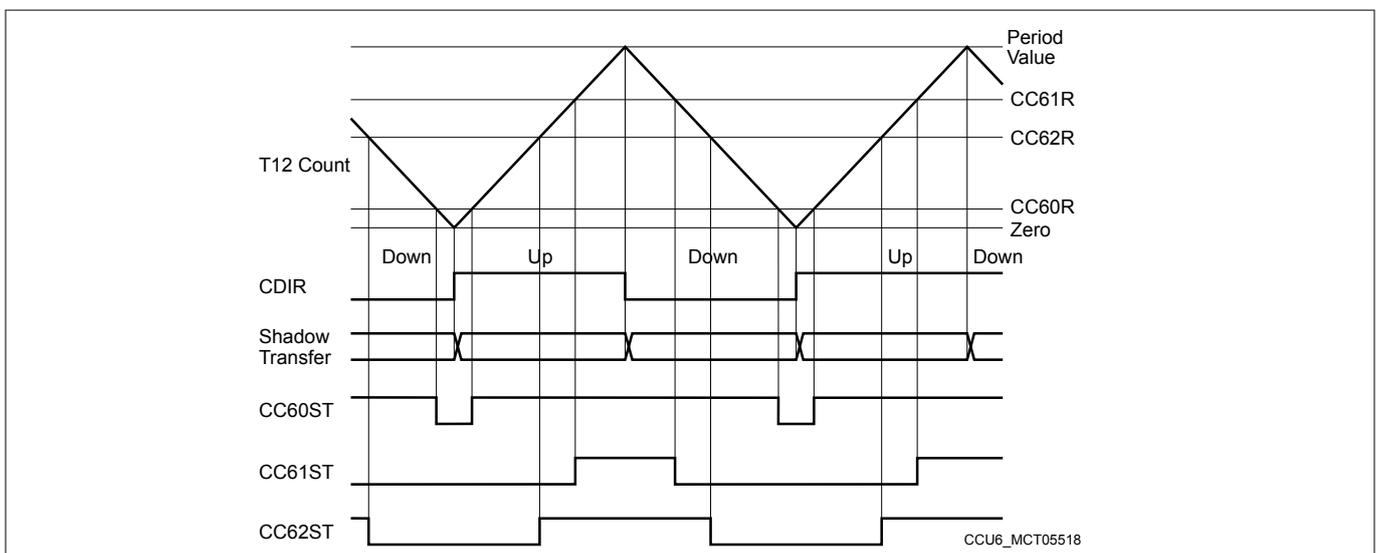 Period
Value
CC61R
CC62R
T12 Count
CC60R
Zero
Down
Up
Down
Up
Down
CDIR
Shadow
Transfer
CC60ST
CC61ST
CC62ST
CCU6_MCT05518